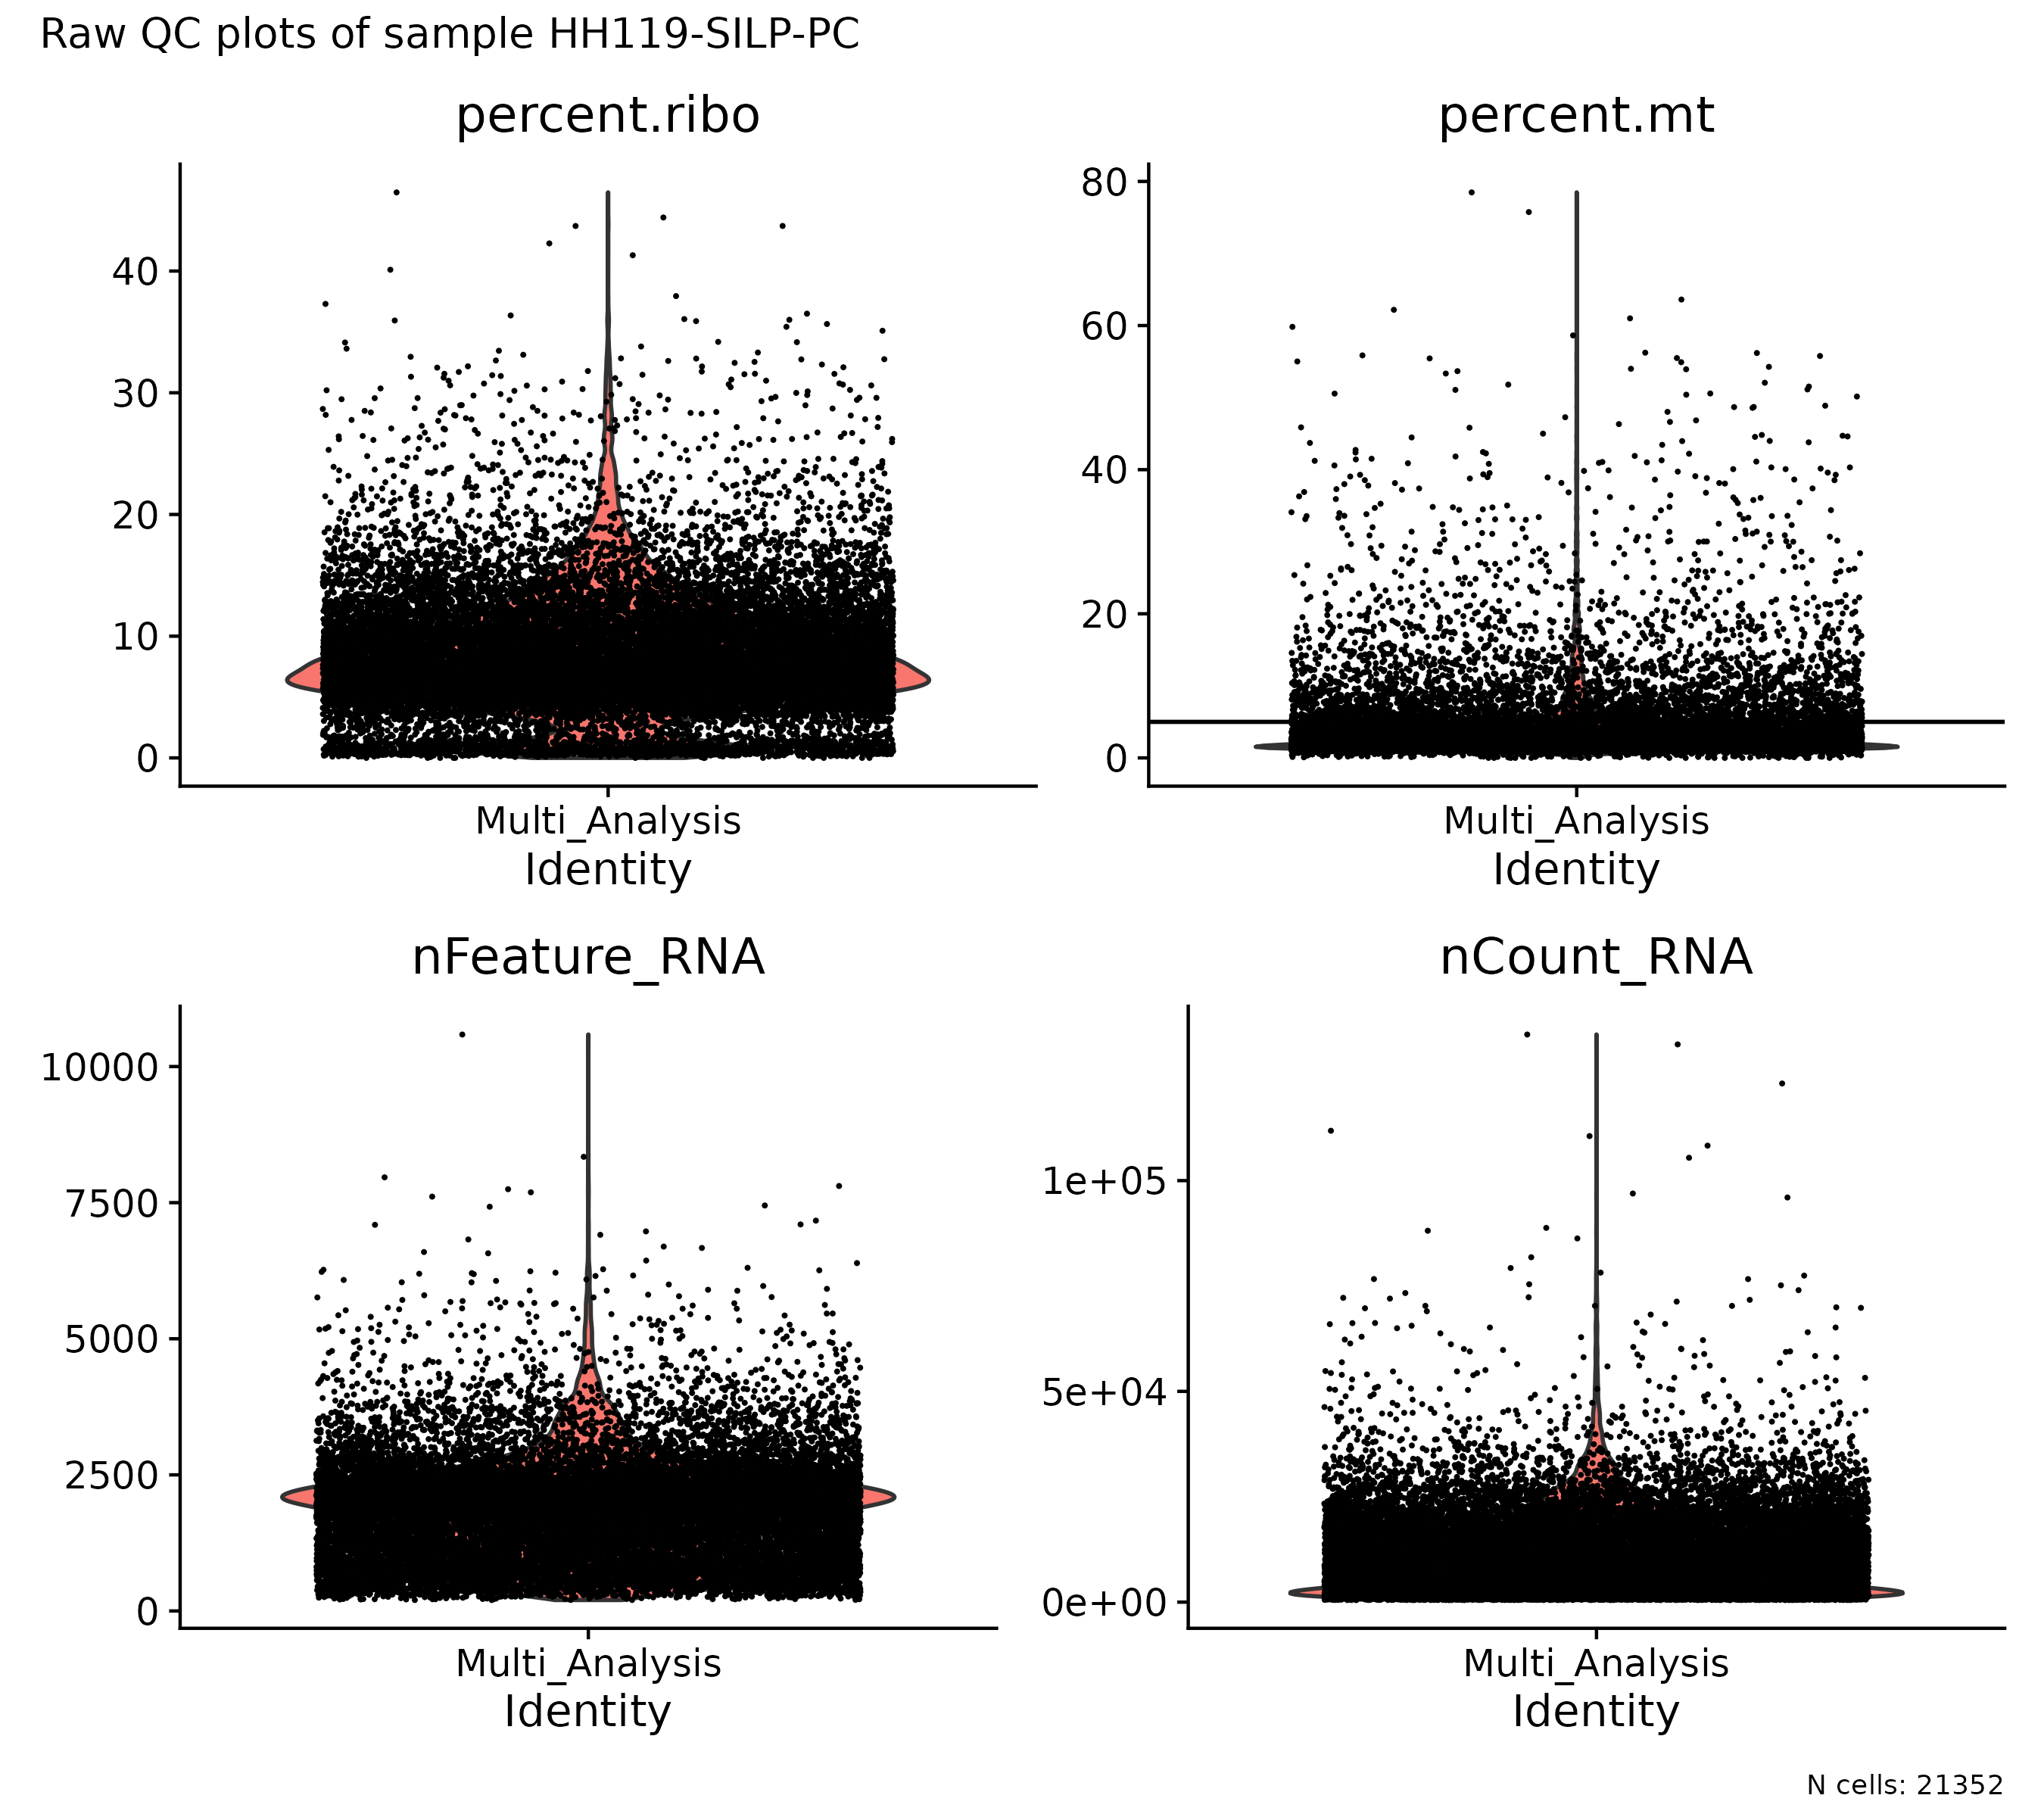 Raw QC plots of sample HH119-SILP-PC
percent.ribo
40
30
20
10
0
Multi_Analysis
Identity
percent.mt
80
60
40
20
0
Multi_Analysis
Identity
nFeature_RNA
10000
7500
5000
2500
0
Multi_Analysis
Identity
nCount_RNA
1e+05
5e+04
0e+00
Multi_Analysis
Identity
N cells: 21352